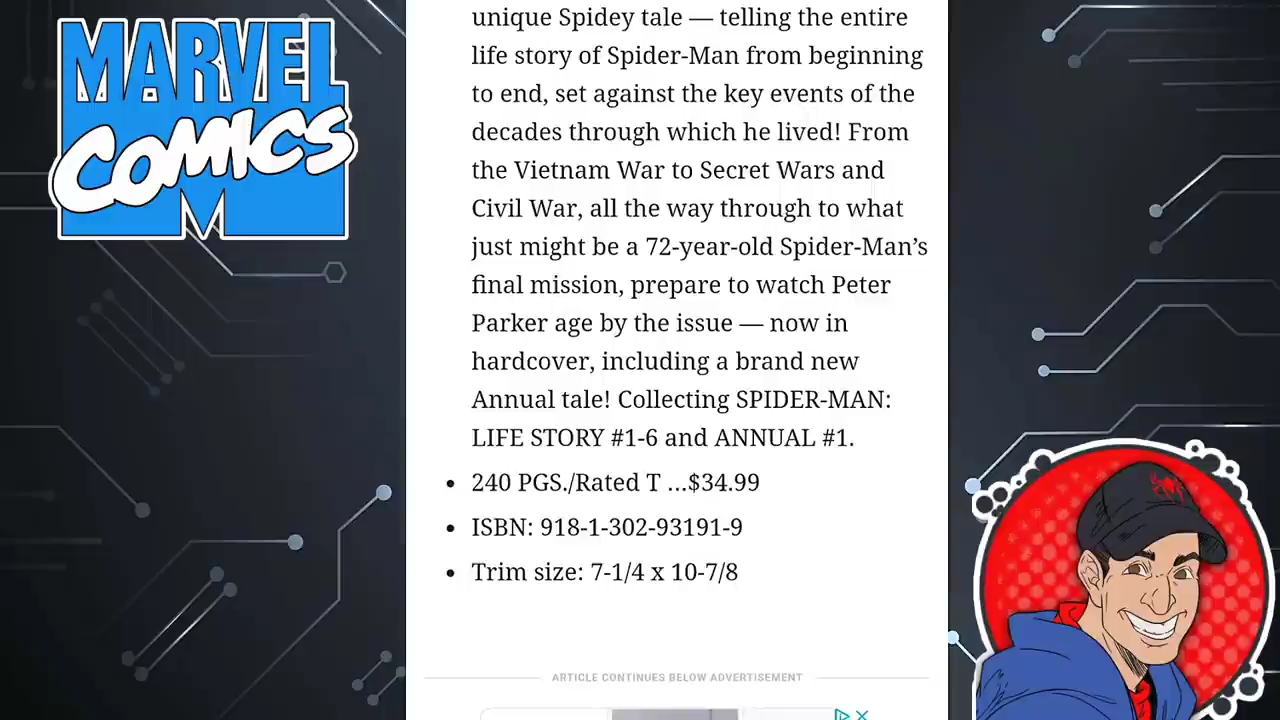 MARVEL
COMICS
M
unique Spidey tale — telling the entire
life story of Spider-Man from beginning
to end, set against the key events of the
decades through which he lived! From
the Vietnam War to Secret Wars and
Civil War, all the way through to what
just might be a 72-year-old Spider-Man’s
final mission, prepare to watch Peter
Parker age by the issue — now in
hardcover, including a brand new
Annual tale! Collecting SPIDER-MAN:
LIFE STORY #1-6 and ANNUAL #1.
• 240 PGS./Rated T …$34.99
• ISBN: 918-1-302-93191-9
• Trim size: 7-1/4 x 10-7/8
ARTICLE CONTINUES BELOW ADVERTISEMENT